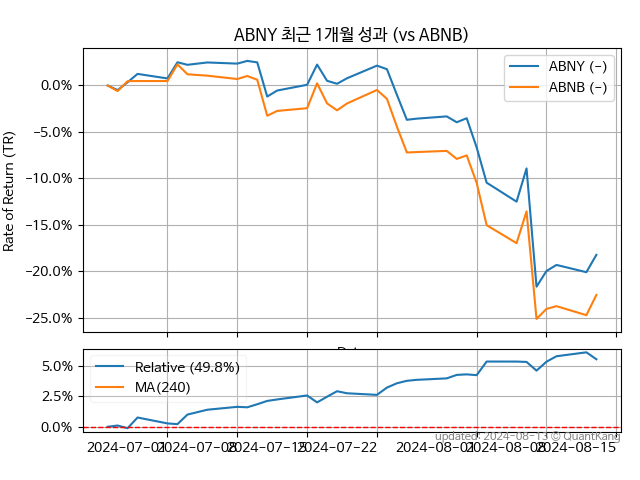 ABNY 최근 1개월 성과 (vs ABNB)
Rate of Return (TR)
0.0%
−5.0%
−10.0%
−15.0%
−20.0%
−25.0%
ABNY (-)
ABNB (-)
5.0%
2.5%
0.0%
Relative (49.8%)
MA(240)
updated: 2024-08-13 © QuantKang
2024-07-01
2024-07-08
2024-07-15
2024-07-22
2024-08-01
2024-08-08
2024-08-15